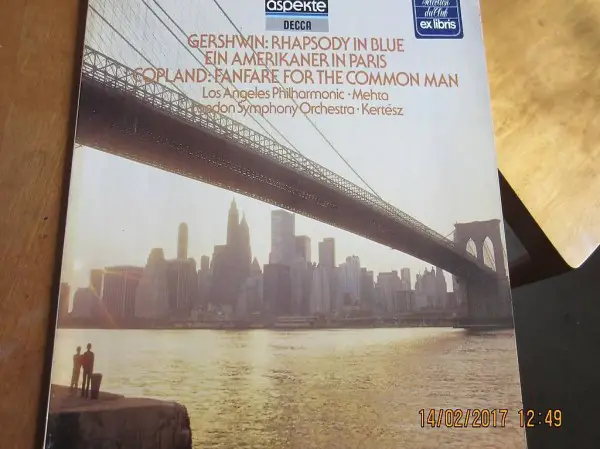 aspekte
DECCA
ex libris
GERSHWIN: RHAPSODY IN BLUE
EIN AMERIKANER IN PARIS
COPLAND: FANFARE FOR THE COMMON MAN
Los Angeles Philharmonic · Mehta
London Symphony Orchestra · Kertész
14/02/2017 12:49